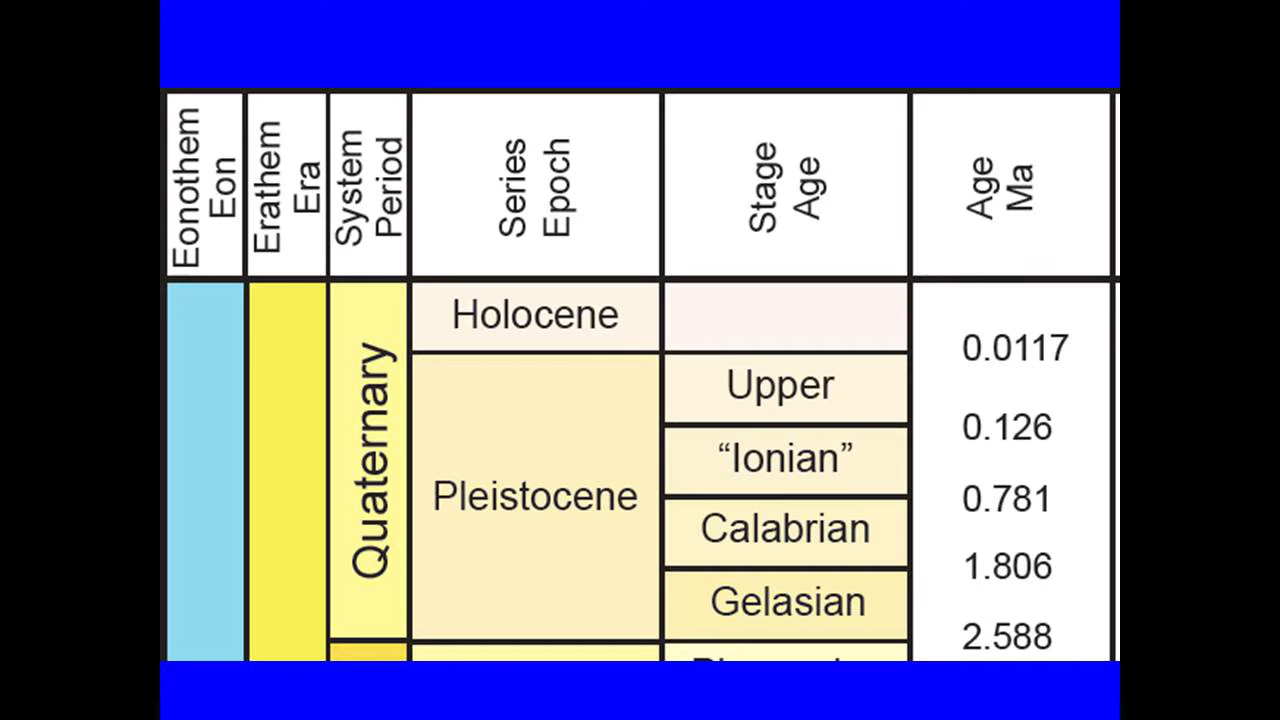 Eonothem
Eon
Erathem
Era
System
Period
Series
Epoch
Stage
Age
Age
Ma
Quaternary
Holocene
0.0117
Pleistocene
Upper
0.126
“Ionian”
0.781
Calabrian
1.806
Gelasian
2.588